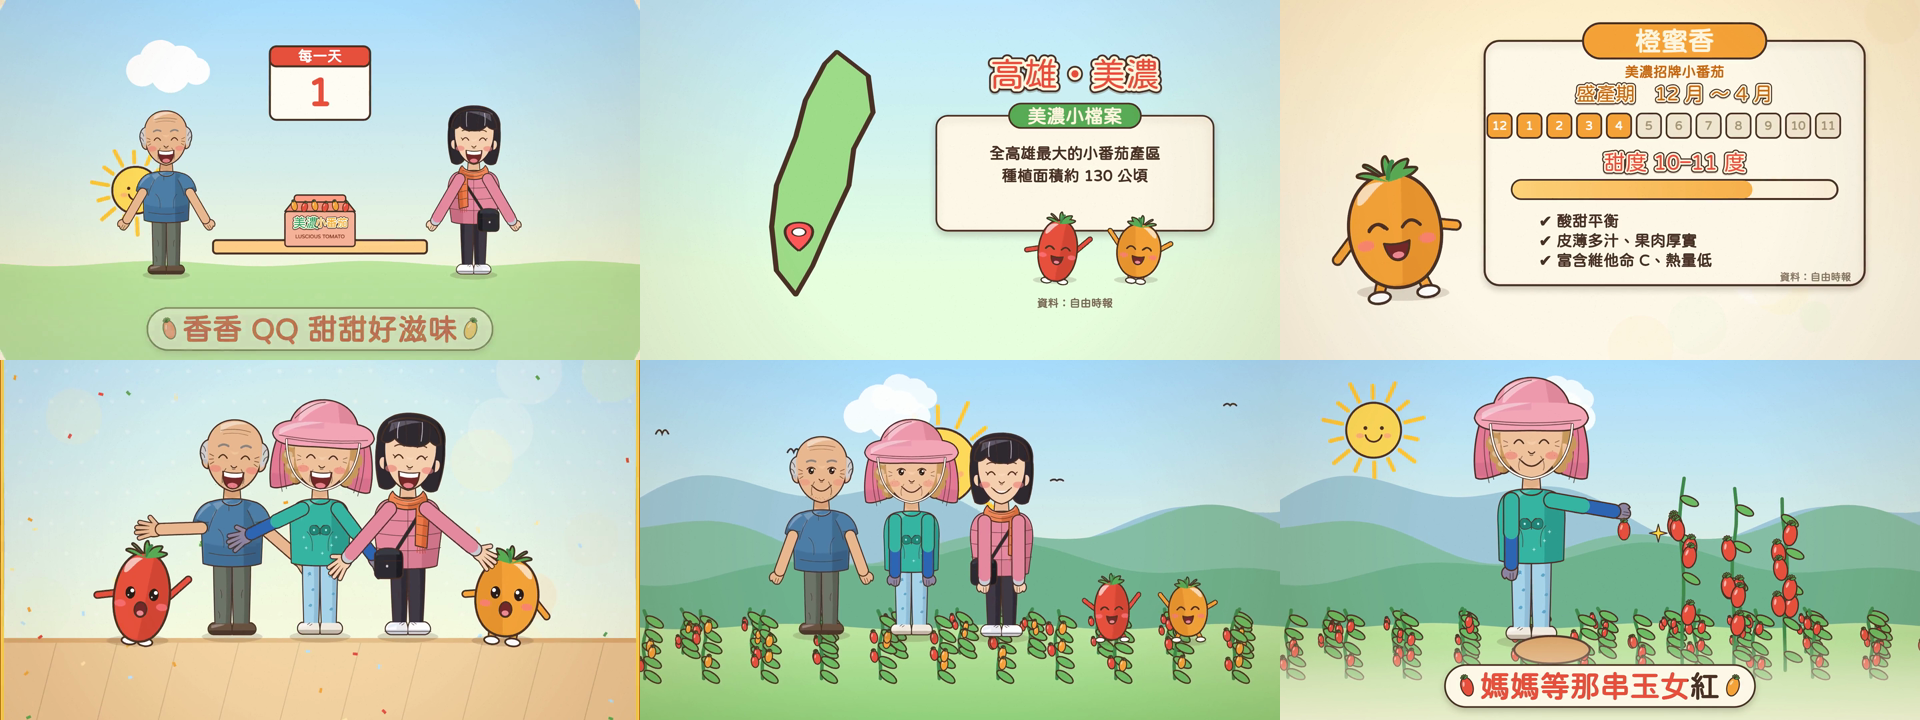 每一天
1
美濃小番茄
LUSCIOUS TOMATO
香香 QQ 甜甜好滋味
高雄•美濃
美濃小檔案
全高雄最大的小番茄產區
種植面積約 130 公頃
資料：自由時報
橙蜜香
美濃招牌小番茄
盛產期 12 月～4 月
12 1 2 3 4 5 6 7 8 9 10 11
甜度 10–11 度
✔ 酸甜平衡
✔ 皮薄多汁、果肉厚實
✔ 富含維他命 C、熱量低
資料：自由時報
媽媽等那串玉女紅